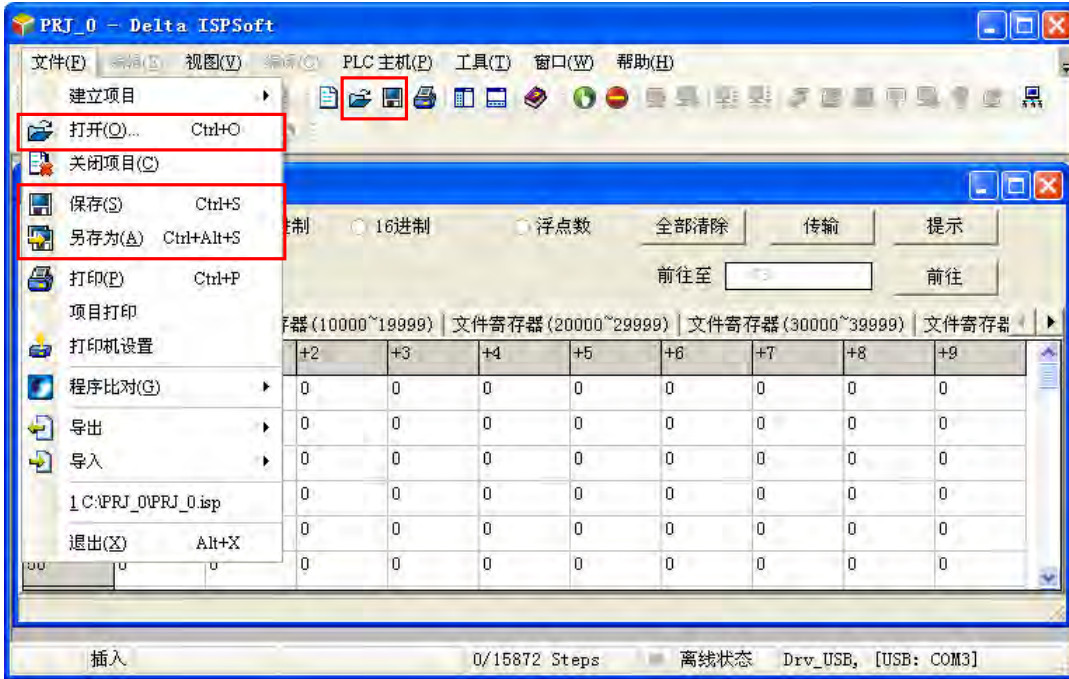 PRJ_0 - Delta ISPSoft
文件(F) 视图(V) PLC 主机(P) 工具(T) 窗口(W) 帮助(H)
建立项目
打开(O)... Ctrl+O
关闭项目(C)
保存(S) Ctrl+S
另存为(A) Ctrl+Alt+S
打印(P) Ctrl+P
项目打印
打印机设置
程序比对(G)
导出
导入
1 C:\PRJ_0\PRJ_0.isp
退出(X) Alt+X
进制 16进制 浮点数 全部清除 传输 提示
前往至 前往
存器(10000~19999) 文件寄存器(20000~29999) 文件寄存器(30000~39999) 文件寄存器
+2 +3 +4 +5 +6 +7 +8 +9
0 0 0 0 0 0 0 0
0 0 0 0 0 0 0 0
0 0 0 0 0 0 0 0
0 0 0 0 0 0 0 0
0 0 0 0 0 0 0 0
0 0 0 0 0 0 0 0
插入 0/15872 Steps 离线状态 Drv_USB, [USB: COM3]